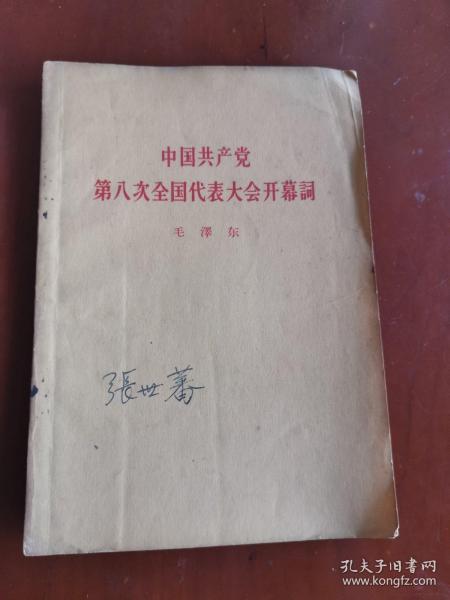 中国共产党
第八次全国代表大会开幕詞
毛澤东
張世蕃
孔夫子旧书网
www.kongfz.com